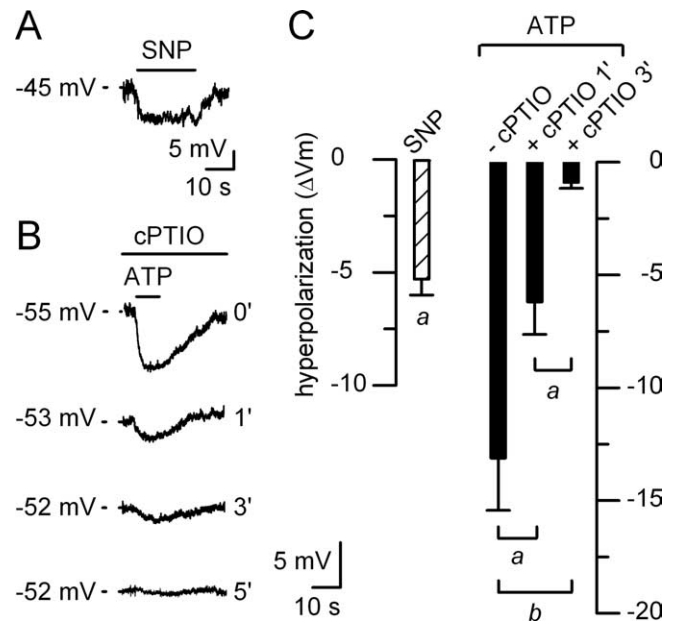 A
SNP
-45 mV
5 mV
10 s
B
cPTIO
ATP
-55 mV 0'
-53 mV 1'
-52 mV 3'
-52 mV 5'
5 mV
10 s
C
ATP
SNP
- cPTIO
+ cPTIO 1'
+ cPTIO 3'
hyperpolarization (ΔVm)
0
-5
-10
a
a
a
b
0
-5
-10
-15
-20